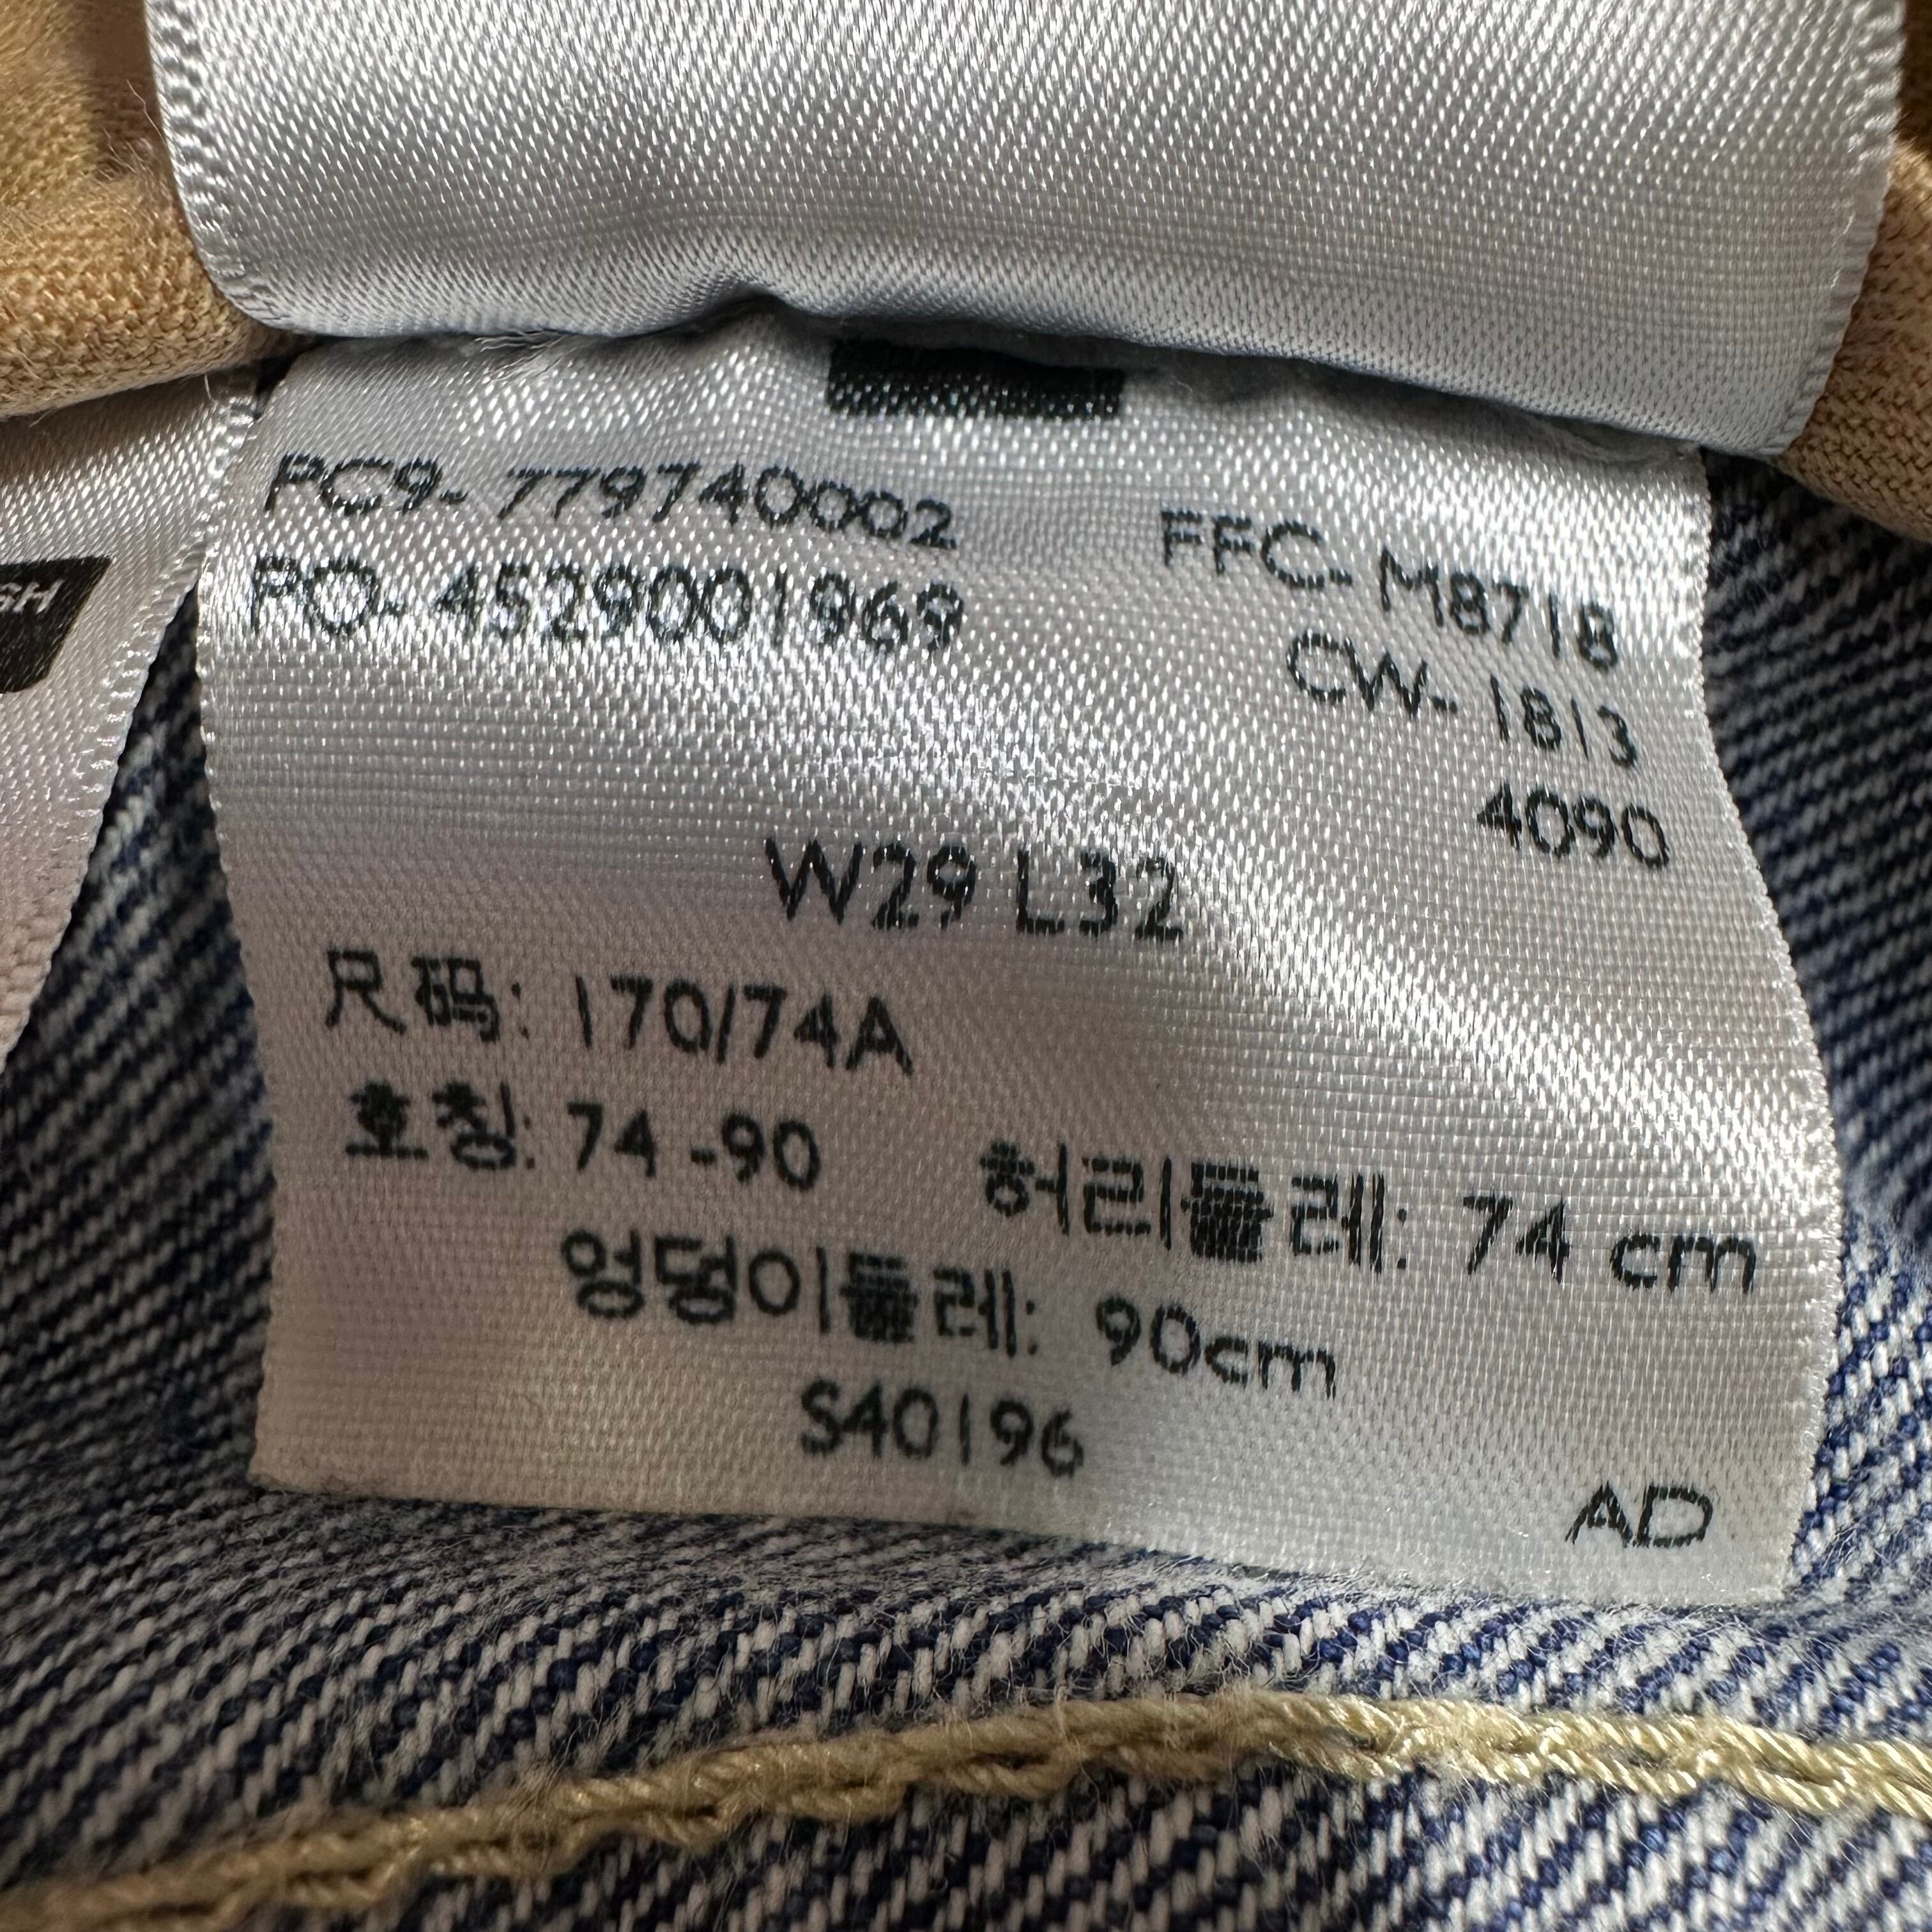 PC9- 779740002
PO- 4529001969
FFC- M8718
CW- 1813
4090
W29 L32
尺码: 170/74A
호칭: 74 -90
허리둘레: 74 cm
엉덩이둘레: 90cm
S40196
AD